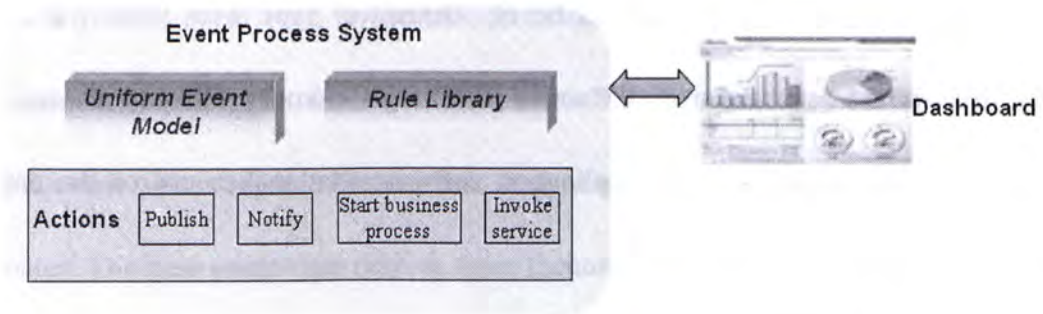 Event Process System
Uniform Event
Model
Rule Library
Dashboard
Actions
Publish
Notify
Start business
process
Invoke
service